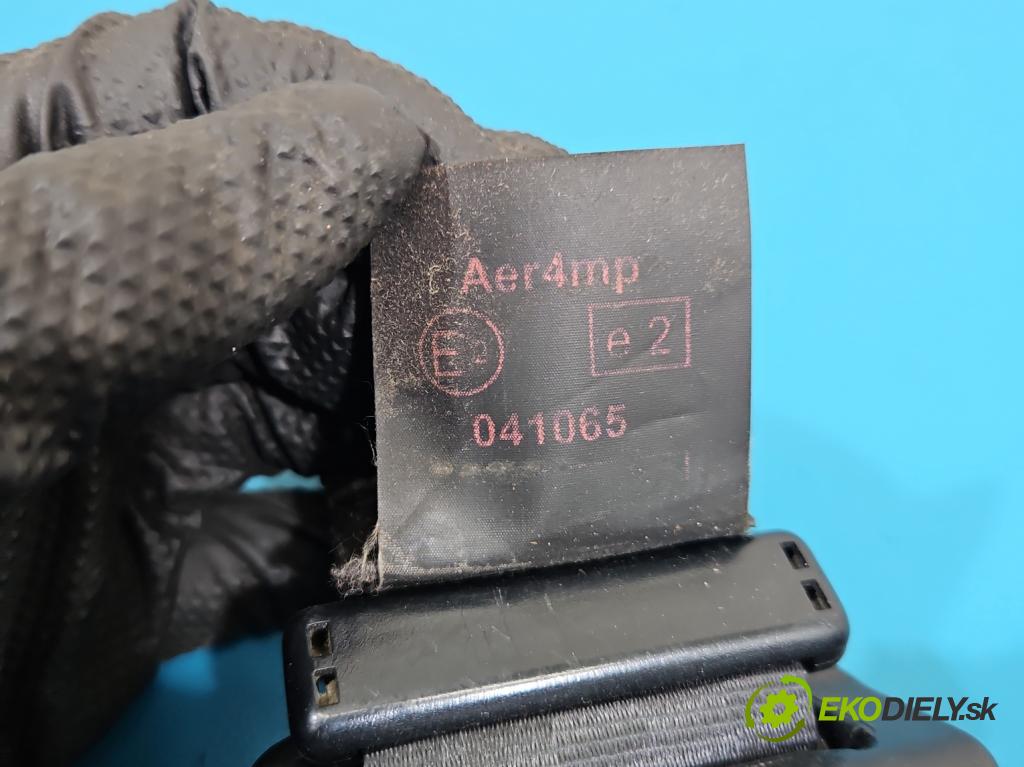 Aer4mp
E2 e 2
041065
EKODIELY.sk